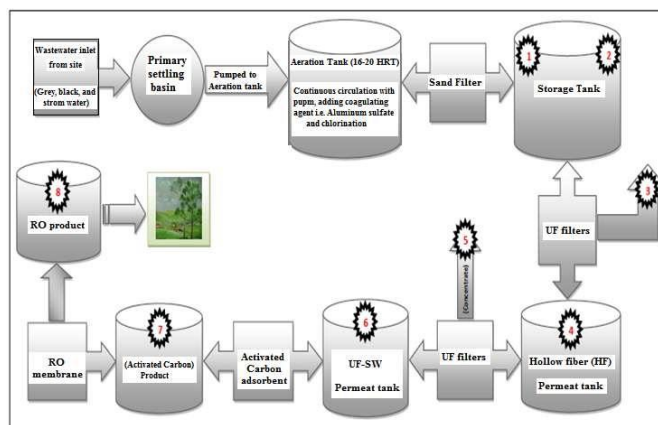 Wastewater inlet
from site
(Grey, black, and
strom water)
Primary
settling
basin
Pumped to
Aeration tank
Aeration Tank (16-20 HRT)
Continuous circulation with
pupm, adding coagulating
agent i.e. Aluminum sulfate
and chlorination
Sand Filter
1
2
Storage Tank
8
RO product
UF filters
3
5
(Concentrate)
RO
membrane
7
(Activated Carbon)
Product
Activated
Carbon
adsorbent
6
UF-SW
Permeat tank
UF filters
4
Hollow fiber (HF)
Permeat tank